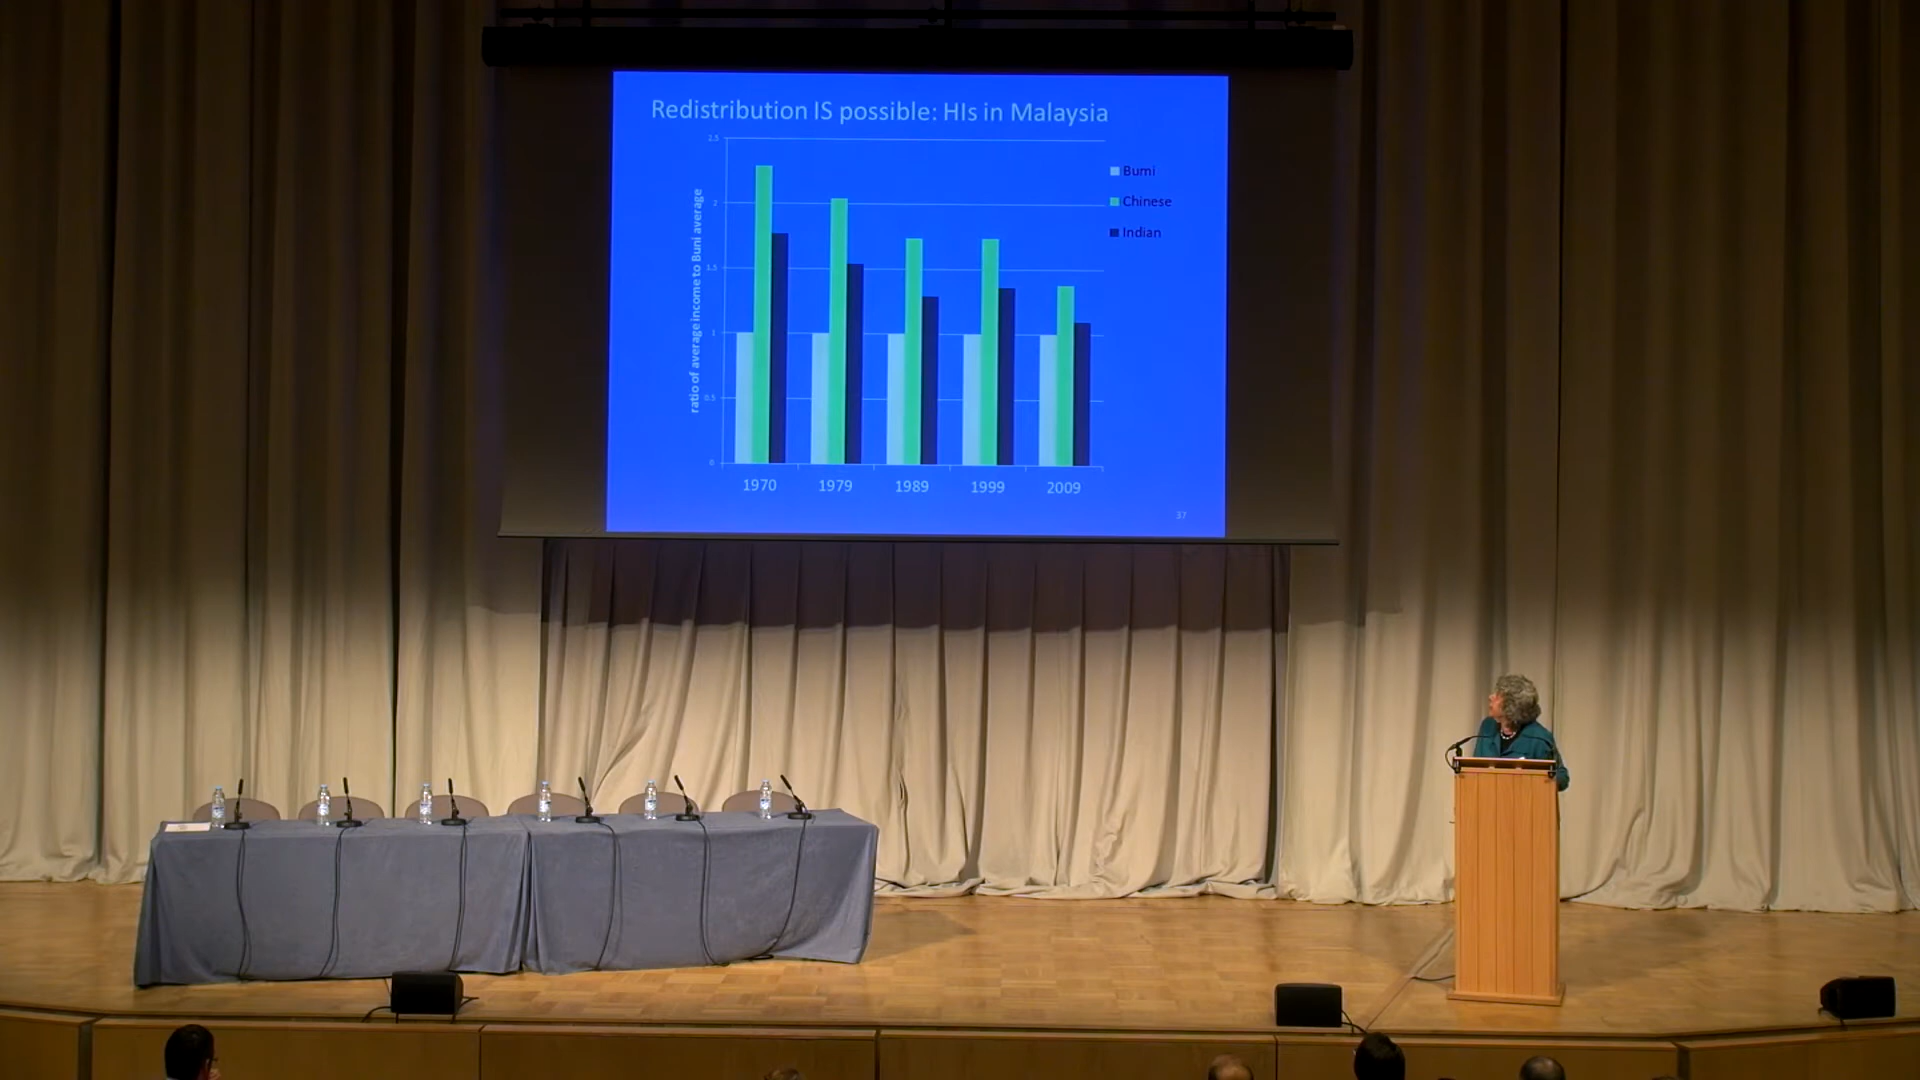 Redistribution IS possible: HIs in Malaysia
2.5
2
1.5
1
0.5
0
ratio of average income to Buni average
Bumi
Chinese
Indian
1970 1979 1989 1999 2009
37